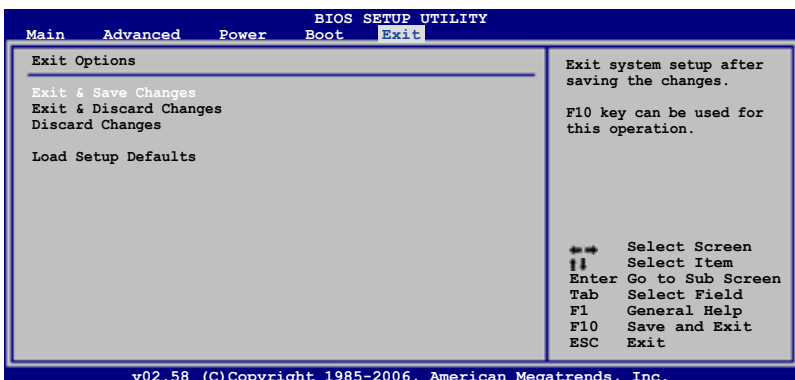 BIOS SETUP UTILITY
Main Advanced Power Boot Exit
Exit Options
Exit & Save Changes
Exit & Discard Changes
Discard Changes
Load Setup Defaults
Exit system setup after
saving the changes.
F10 key can be used for
this operation.
←→ Select Screen
↑↓ Select Item
Enter Go to Sub Screen
Tab Select Field
F1 General Help
F10 Save and Exit
ESC Exit
v02.58 (C)Copyright 1985-2006, American Megatrends, Inc.